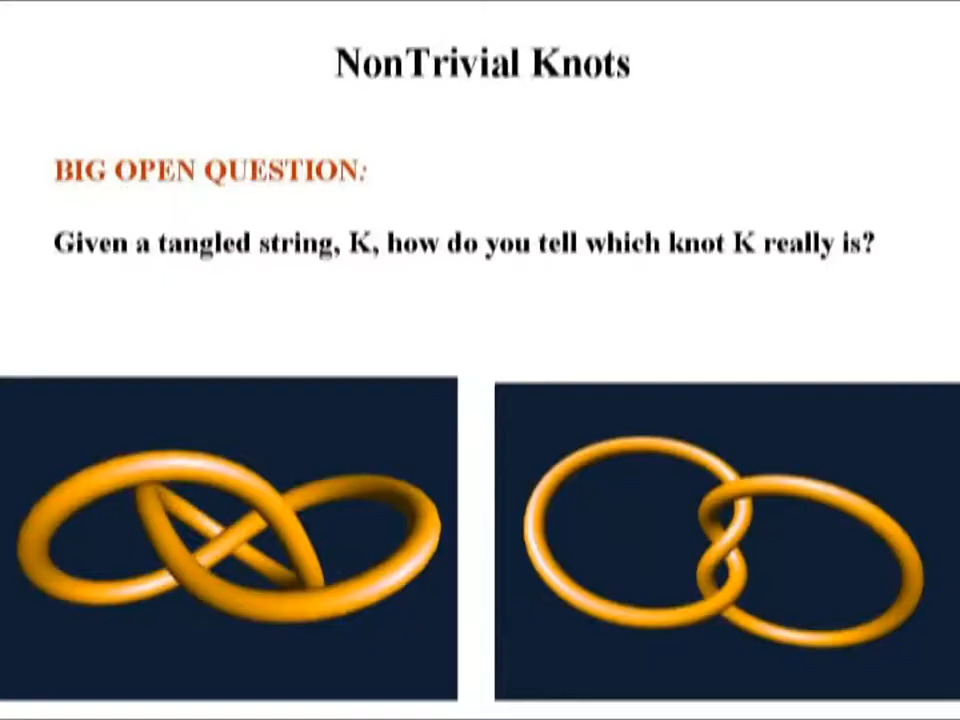 NonTrivial Knots
BIG OPEN QUESTION:
Given a tangled string, K, how do you tell which knot K really is?